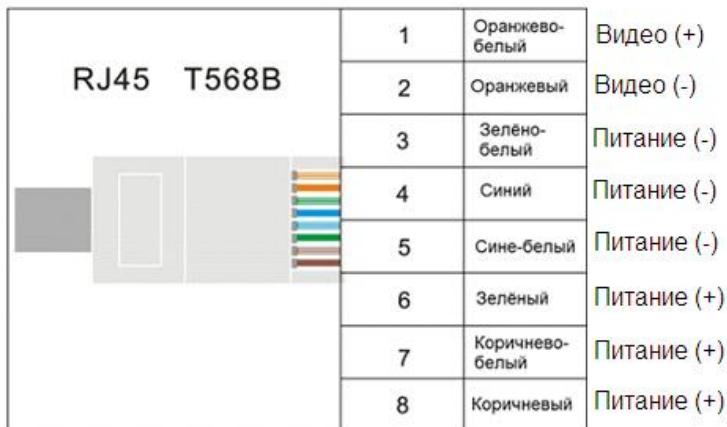 RJ45 T568B
1 Оранжево-
белый Видео (+)
2 Оранжевый Видео (-)
3 Зелёно-
белый Питание (-)
4 Синий Питание (-)
5 Сине-белый Питание (-)
6 Зелёный Питание (+)
7 Коричнево-
белый Питание (+)
8 Коричневый Питание (+)